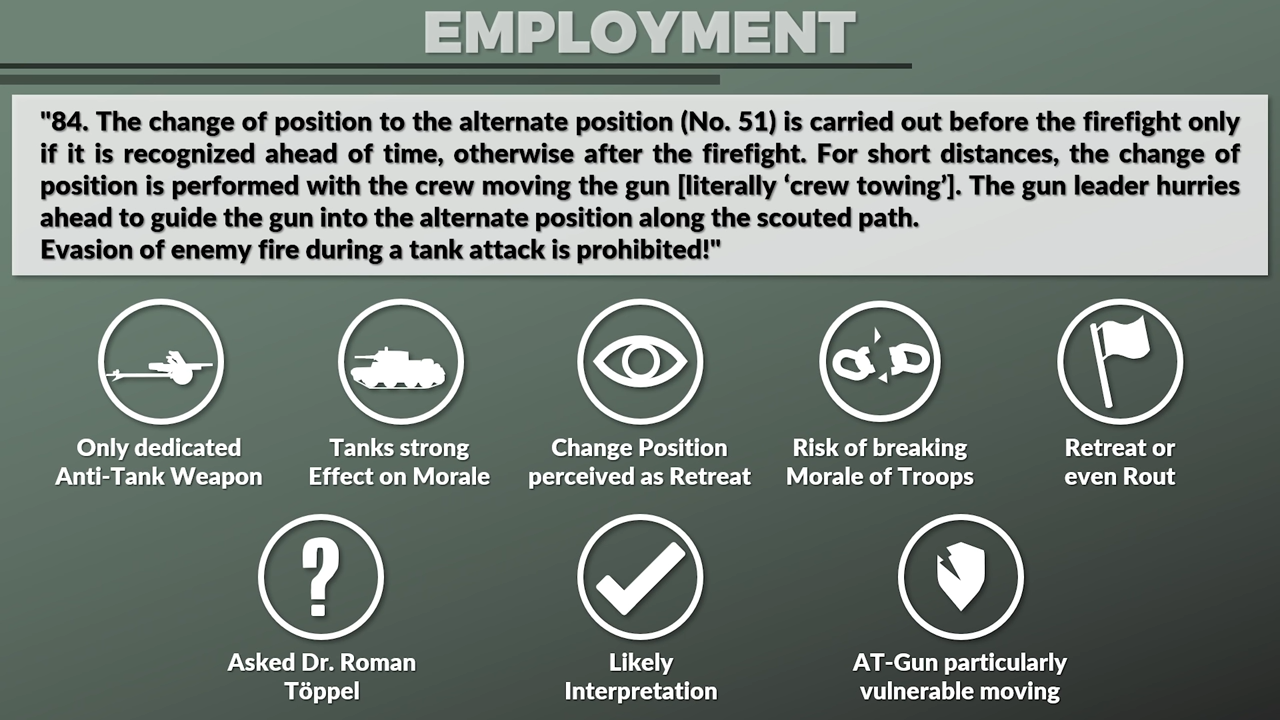 EMPLOYMENT
"84. The change of position to the alternate position (No. 51) is carried out before the firefight only
if it is recognized ahead of time, otherwise after the firefight. For short distances, the change of
position is performed with the crew moving the gun [literally ‘crew towing’]. The gun leader hurries
ahead to guide the gun into the alternate position along the scouted path.
Evasion of enemy fire during a tank attack is prohibited!"
Only dedicated
Anti-Tank Weapon
Tanks strong
Effect on Morale
Change Position
perceived as Retreat
Risk of breaking
Morale of Troops
Retreat or
even Rout
?
Asked Dr. Roman
Töppel
Likely
Interpretation
AT-Gun particularly
vulnerable moving